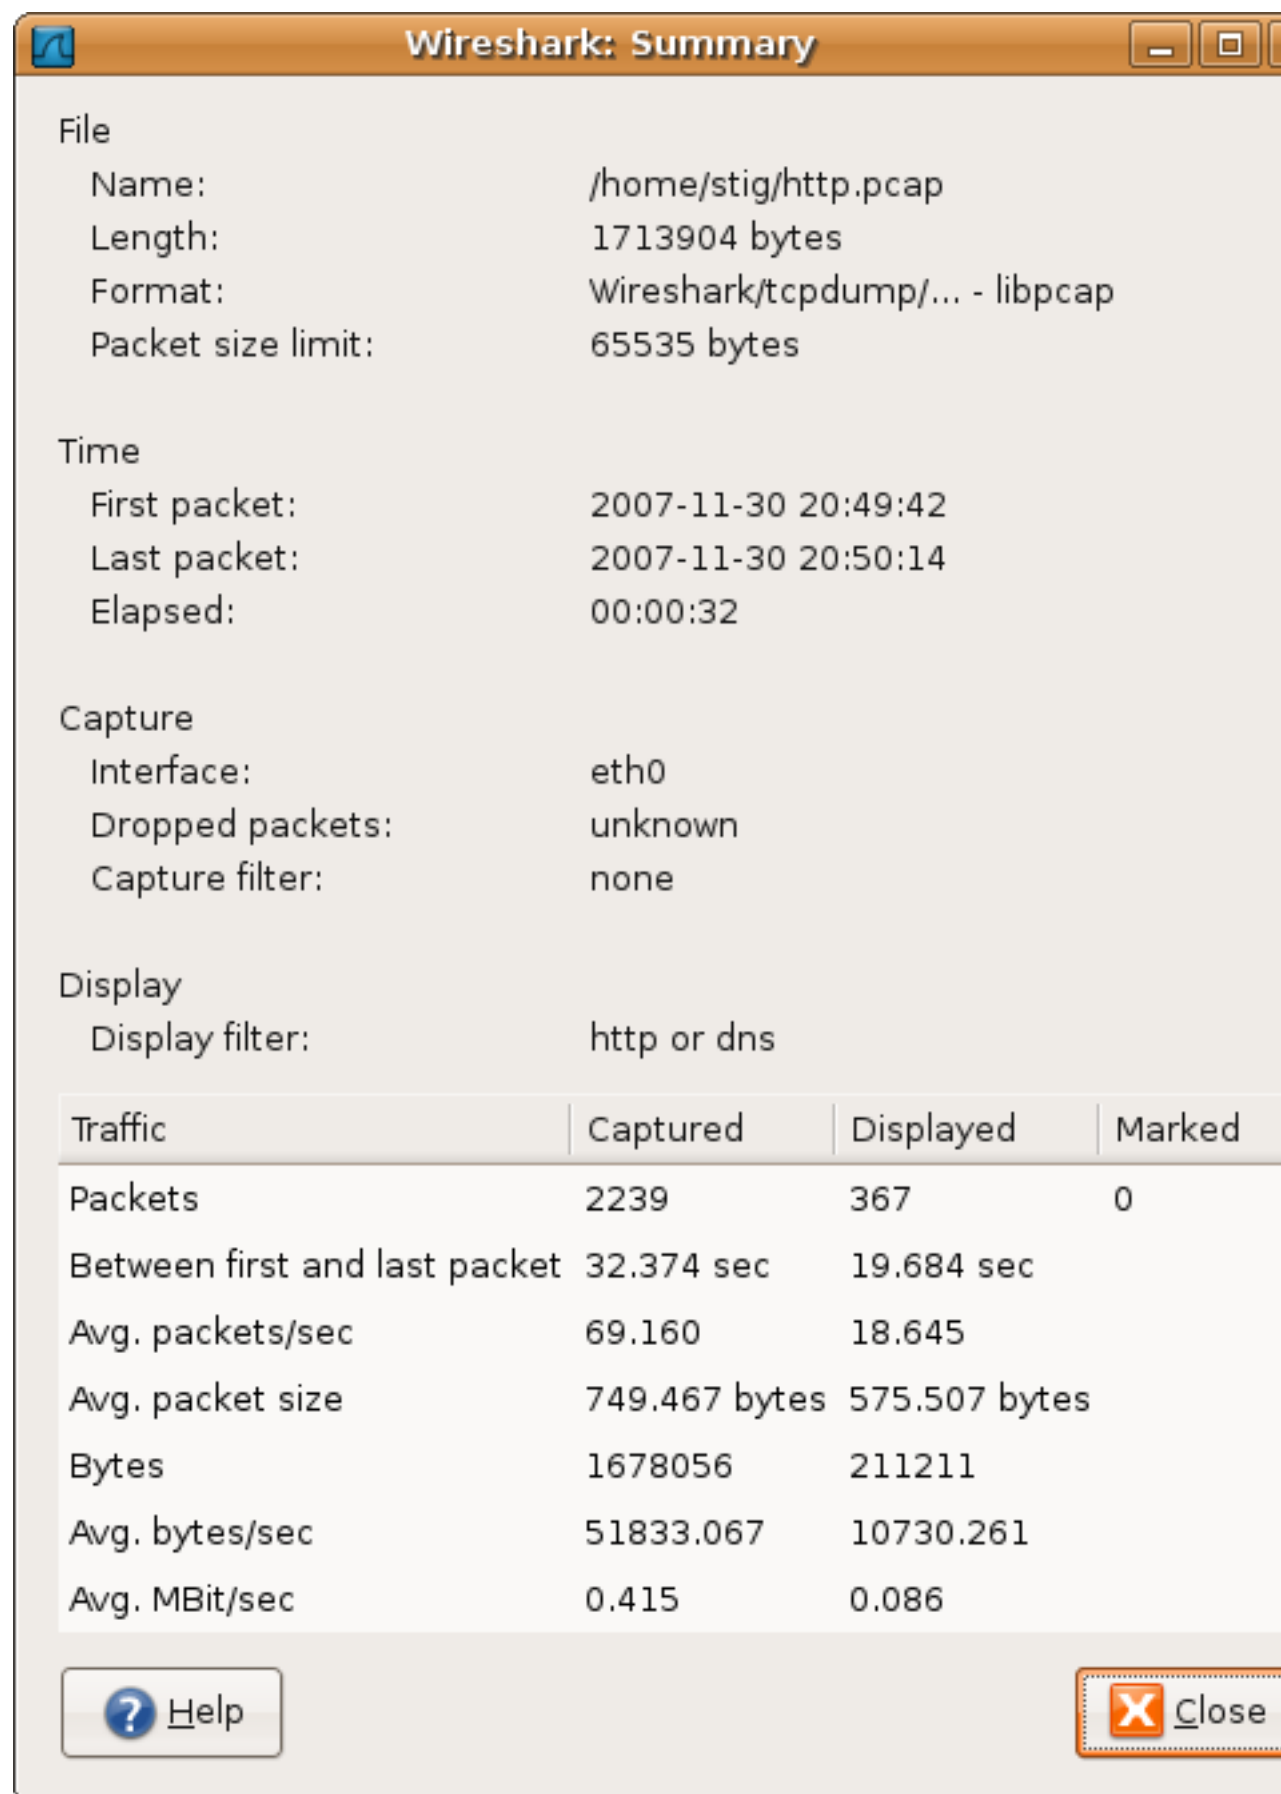 Wireshark: Summary
File
Name: /home/stig/http.pcap
Length: 1713904 bytes
Format: Wireshark/tcpdump/... - libpcap
Packet size limit: 65535 bytes
Time
First packet: 2007-11-30 20:49:42
Last packet: 2007-11-30 20:50:14
Elapsed: 00:00:32
Capture
Interface: eth0
Dropped packets: unknown
Capture filter: none
Display
Display filter: http or dns
Traffic Captured Displayed Marked
Packets 2239 367 0
Between first and last packet 32.374 sec 19.684 sec
Avg. packets/sec 69.160 18.645
Avg. packet size 749.467 bytes 575.507 bytes
Bytes 1678056 211211
Avg. bytes/sec 51833.067 10730.261
Avg. MBit/sec 0.415 0.086
Help Close